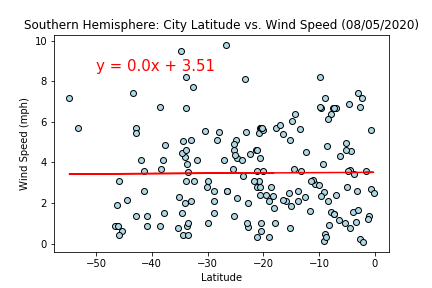 Southern Hemisphere: City Latitude vs. Wind Speed (08/05/2020)
10
y = 0.0x + 3.51
8
6
4
2
0
Wind Speed (mph)
−50 −40 −30 −20 −10 0
Latitude